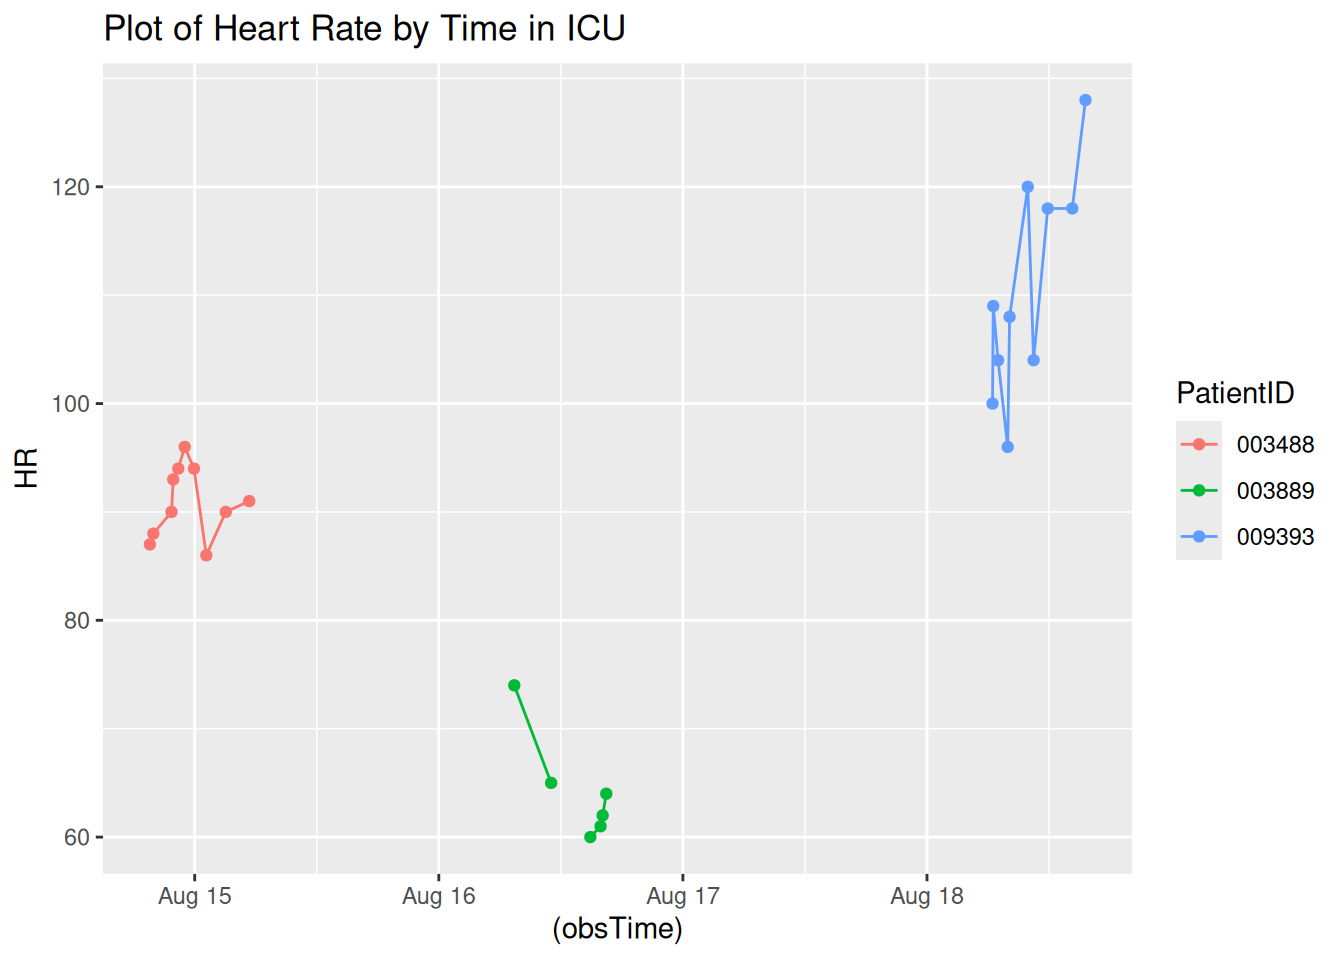 Plot of Heart Rate by Time in ICU
HR
120
100
80
60
Aug 15 Aug 16 Aug 17 Aug 18
(obsTime)
PatientID
003488
003889
009393